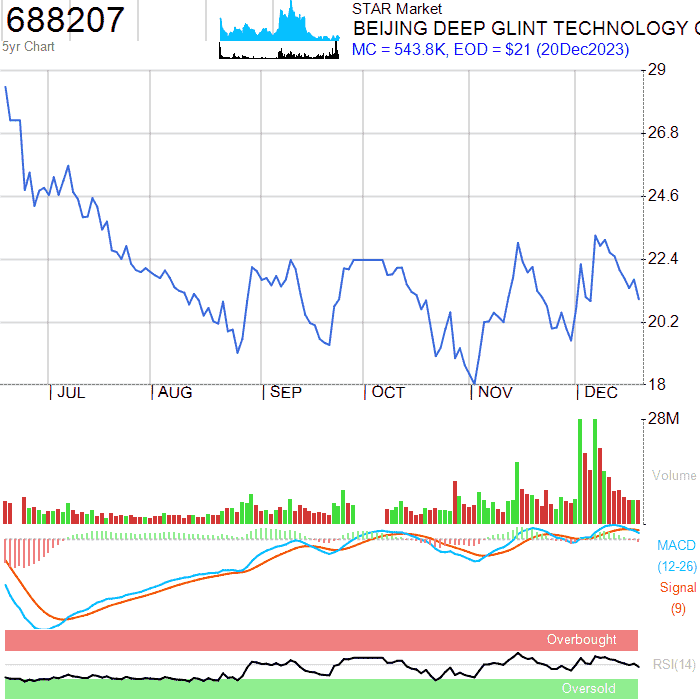 688207
5yr Chart
STAR Market
BEIJING DEEP GLINT TECHNOLOGY
MC = 543.8K, EOD = $21 (20Dec2023)
29
26.8
24.6
22.4
20.2
18
JUL AUG SEP OCT NOV DEC
28M
Volume
MACD
(12-26)
Signal
(9)
Overbought
RSI(14)
Oversold